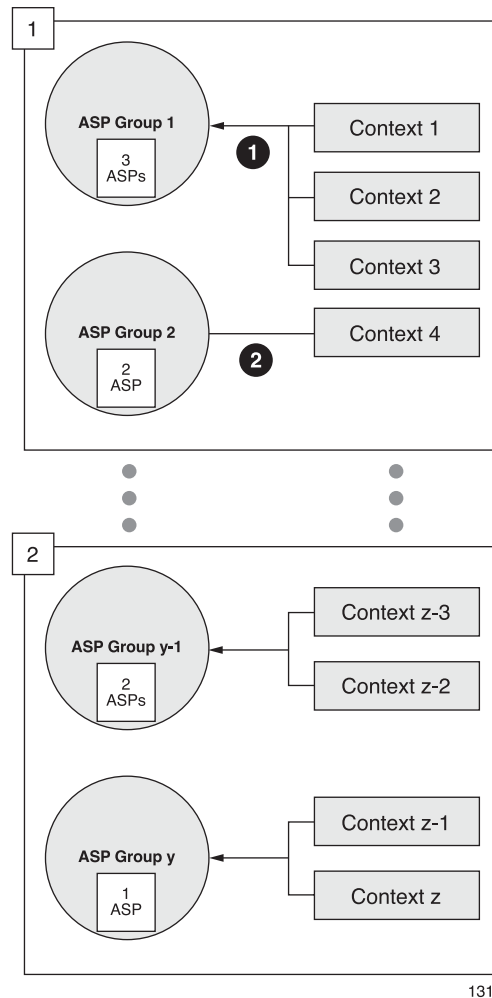 1
ASP Group 1
3
ASPs
1
Context 1
Context 2
Context 3
ASP Group 2
2
ASP
2
Context 4
2
ASP Group y-1
2
ASPs
Context z-3
Context z-2
ASP Group y
1
ASP
Context z-1
Context z
131